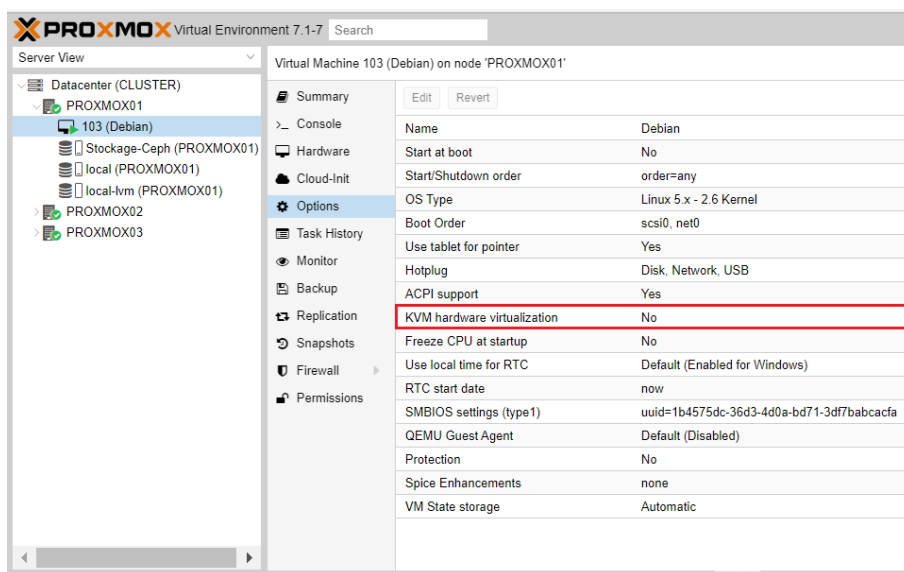 PROXMOX Virtual Environment 7.1-7 Search
Server View
Datacenter (CLUSTER)
PROXMOX01
103 (Debian)
Stockage-Ceph (PROXMOX01)
local (PROXMOX01)
local-lvm (PROXMOX01)
PROXMOX02
PROXMOX03
Virtual Machine 103 (Debian) on node 'PROXMOX01'
Summary
Console
Hardware
Cloud-Init
Options
Task History
Monitor
Backup
Replication
Snapshots
Firewall
Permissions
Edit Revert
Name Debian
Start at boot No
Start/Shutdown order order=any
OS Type Linux 5.x - 2.6 Kernel
Boot Order scsi0, net0
Use tablet for pointer Yes
Hotplug Disk, Network, USB
ACPI support Yes
KVM hardware virtualization No
Freeze CPU at startup No
Use local time for RTC Default (Enabled for Windows)
RTC start date now
SMBIOS settings (type1) uuid=1b4575dc-36d3-4d0a-bd71-3df7babcacfa
QEMU Guest Agent Default (Disabled)
Protection No
Spice Enhancements none
VM State storage Automatic